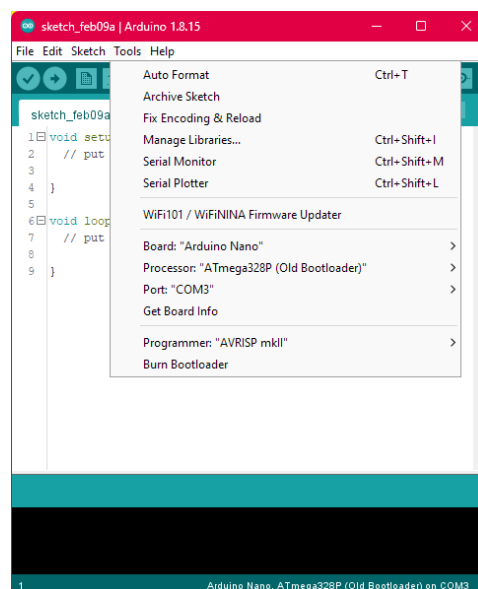 sketch_feb09a | Arduino 1.8.15
File Edit Sketch Tools Help
sketch_feb09a
1 void setu
2 // put
3
4 }
5
6 void loop
7 // put
8
9 }
Auto Format Ctrl+T
Archive Sketch
Fix Encoding & Reload
Manage Libraries... Ctrl+Shift+I
Serial Monitor Ctrl+Shift+M
Serial Plotter Ctrl+Shift+L
WiFi101 / WiFiNINA Firmware Updater
Board: "Arduino Nano"
Processor: "ATmega328P (Old Bootloader)"
Port: "COM3"
Get Board Info
Programmer: "AVRISP mkII"
Burn Bootloader
1 Arduino Nano, ATmega328P (Old Bootloader) on COM3